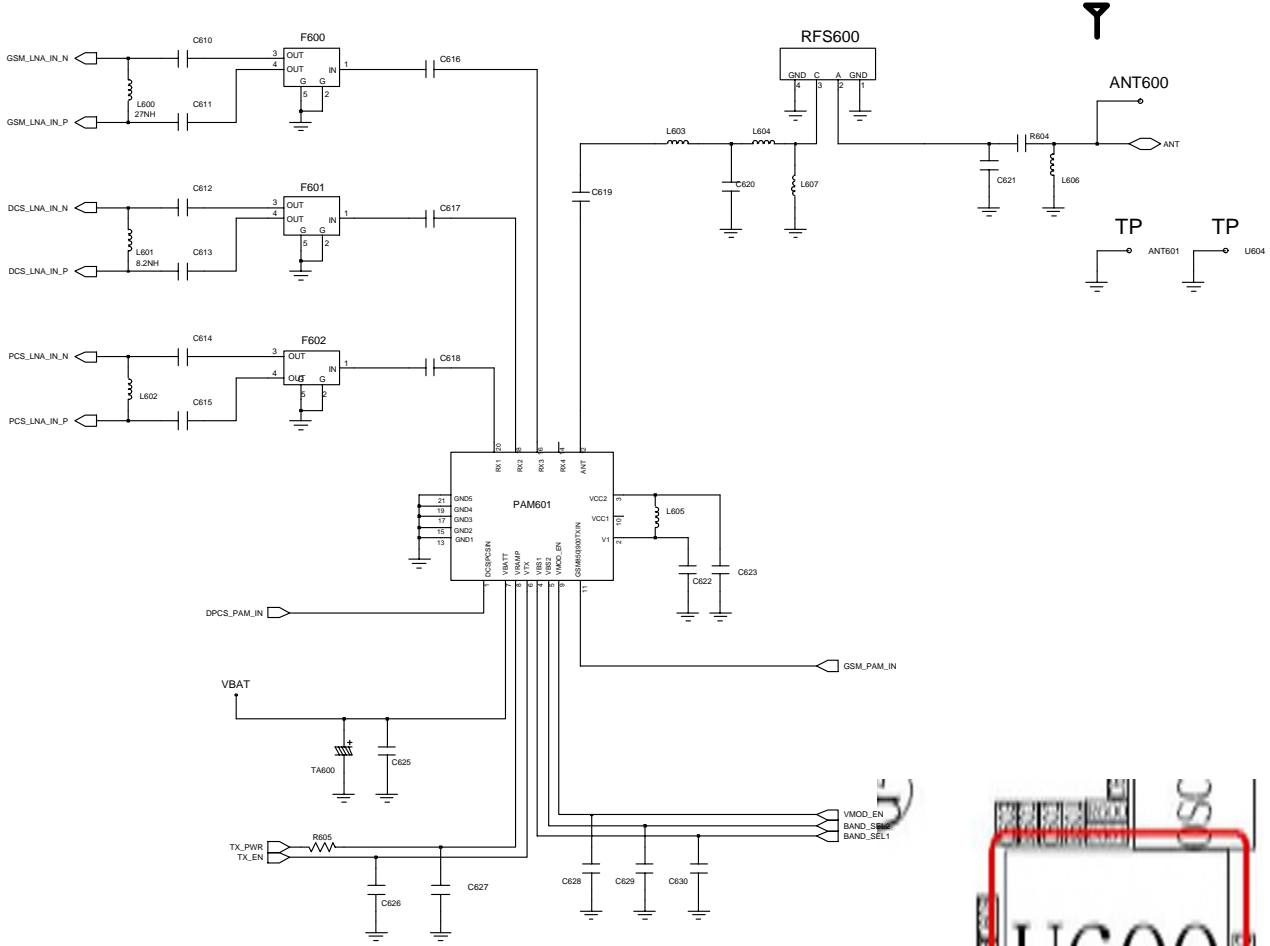 C610
F600
GSM_LNA_IN_N
3 OUT
4 OUT
IN 1
C616
G G
5 2
L600
27NH
C611
GSM_LNA_IN_P
RFS600
GND C A GND
4 3 2 1
ANT600
L603
L604
R604
ANT
C619
C620
L607
C621
L606
C612
F601
DCS_LNA_IN_N
3 OUT
4 OUT
IN 1
C617
G G
5 2
L601
8.2NH
C613
DCS_LNA_IN_P
TP
TP
ANT601
U604
C614
F602
PCS_LNA_IN_N
3 OUT
4 OUT
IN 1
C618
G G
5 2
L602
C615
PCS_LNA_IN_P
20
RX1 RX2 RX3 RX4 ANT
PAM601
21 GND5
19 GND4
17 GND3
15 GND2
13 GND1
VCC2 3
VCC1 10
V1 2
L605
C622
C623
DCS|PCSIN VBATT VRAMP VTX VBS1 VBS2 VMOD_EN GSM850|900TXIN
1 7 8 6 4 5 9 11
DPCS_PAM_IN
GSM_PAM_IN
VBAT
+
TA600
C625
VMOD_EN
BAND_SEL2
BAND_SEL1
R605
TX_PWR
TX_EN
C626
C627
C628
C629
C630
OSC
U600